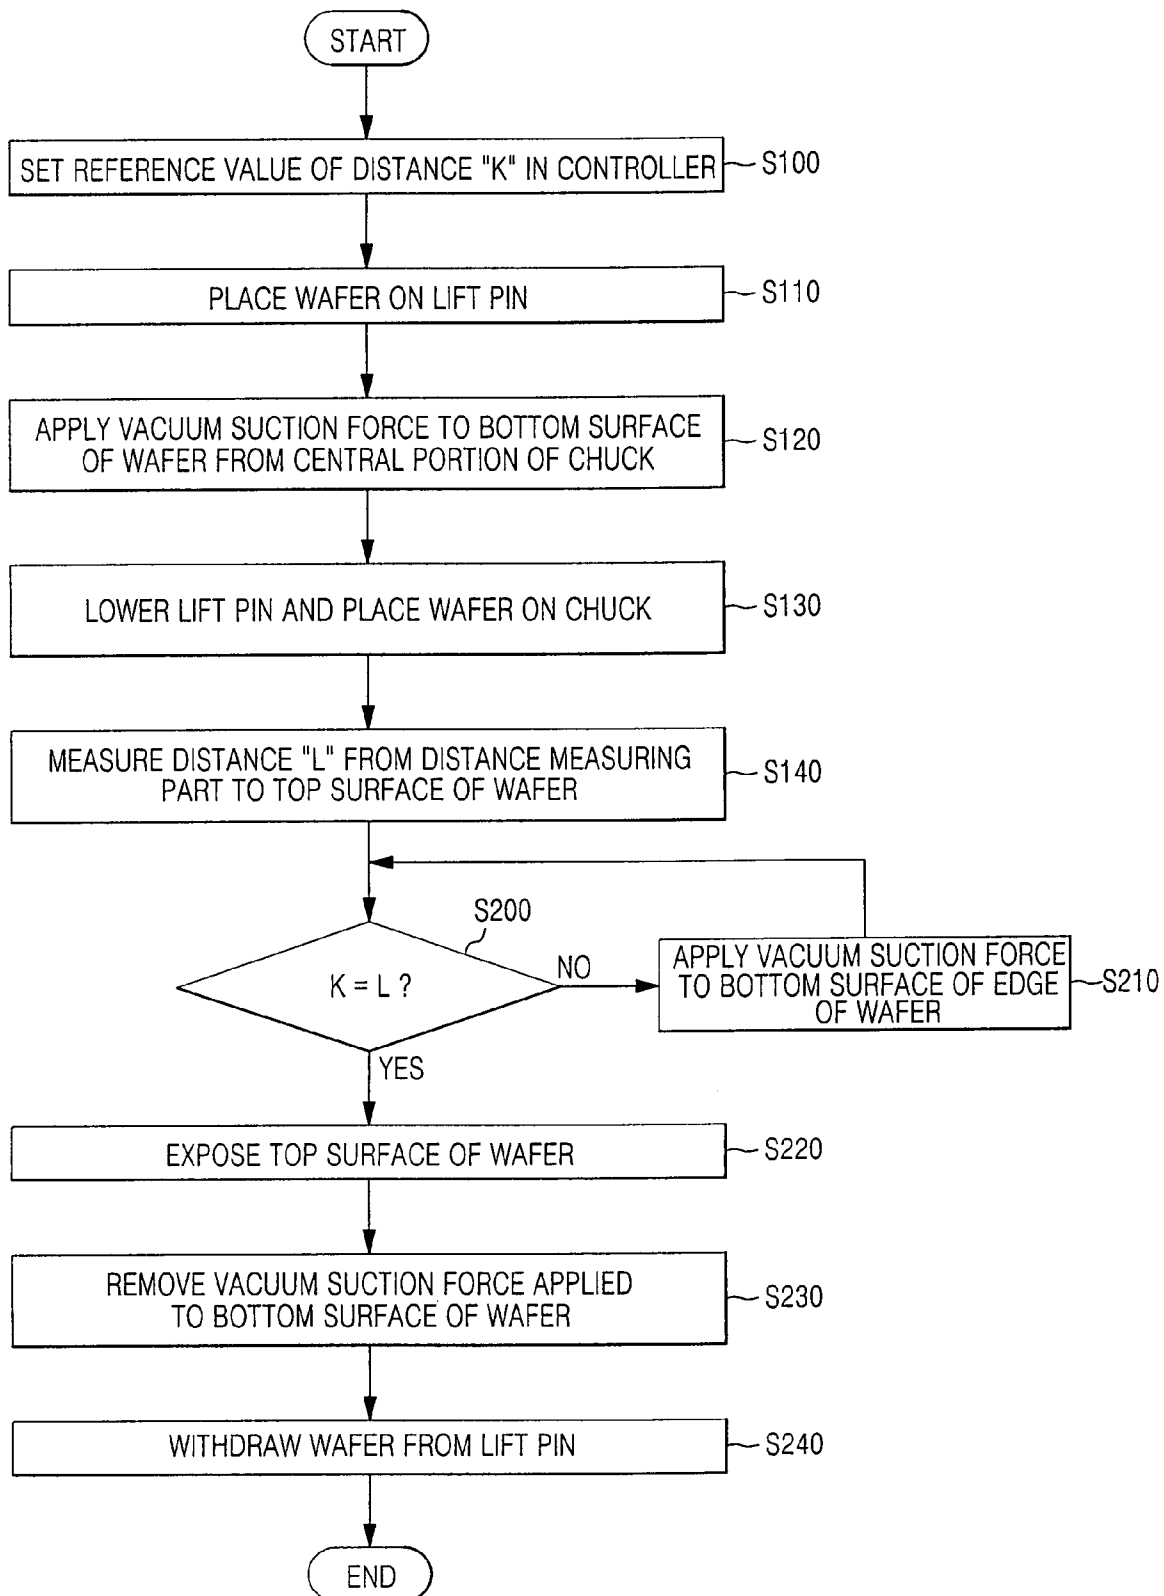 START
SET REFERENCE VALUE OF DISTANCE "K" IN CONTROLLER
S100
PLACE WAFER ON LIFT PIN
S110
APPLY VACUUM SUCTION FORCE TO BOTTOM SURFACE
OF WAFER FROM CENTRAL PORTION OF CHUCK
S120
LOWER LIFT PIN AND PLACE WAFER ON CHUCK
S130
MEASURE DISTANCE "L" FROM DISTANCE MEASURING
PART TO TOP SURFACE OF WAFER
S140
S200
K = L ?
NO
APPLY VACUUM SUCTION FORCE
TO BOTTOM SURFACE OF EDGE
OF WAFER
S210
YES
EXPOSE TOP SURFACE OF WAFER
S220
REMOVE VACUUM SUCTION FORCE APPLIED
TO BOTTOM SURFACE OF WAFER
S230
WITHDRAW WAFER FROM LIFT PIN
S240
END